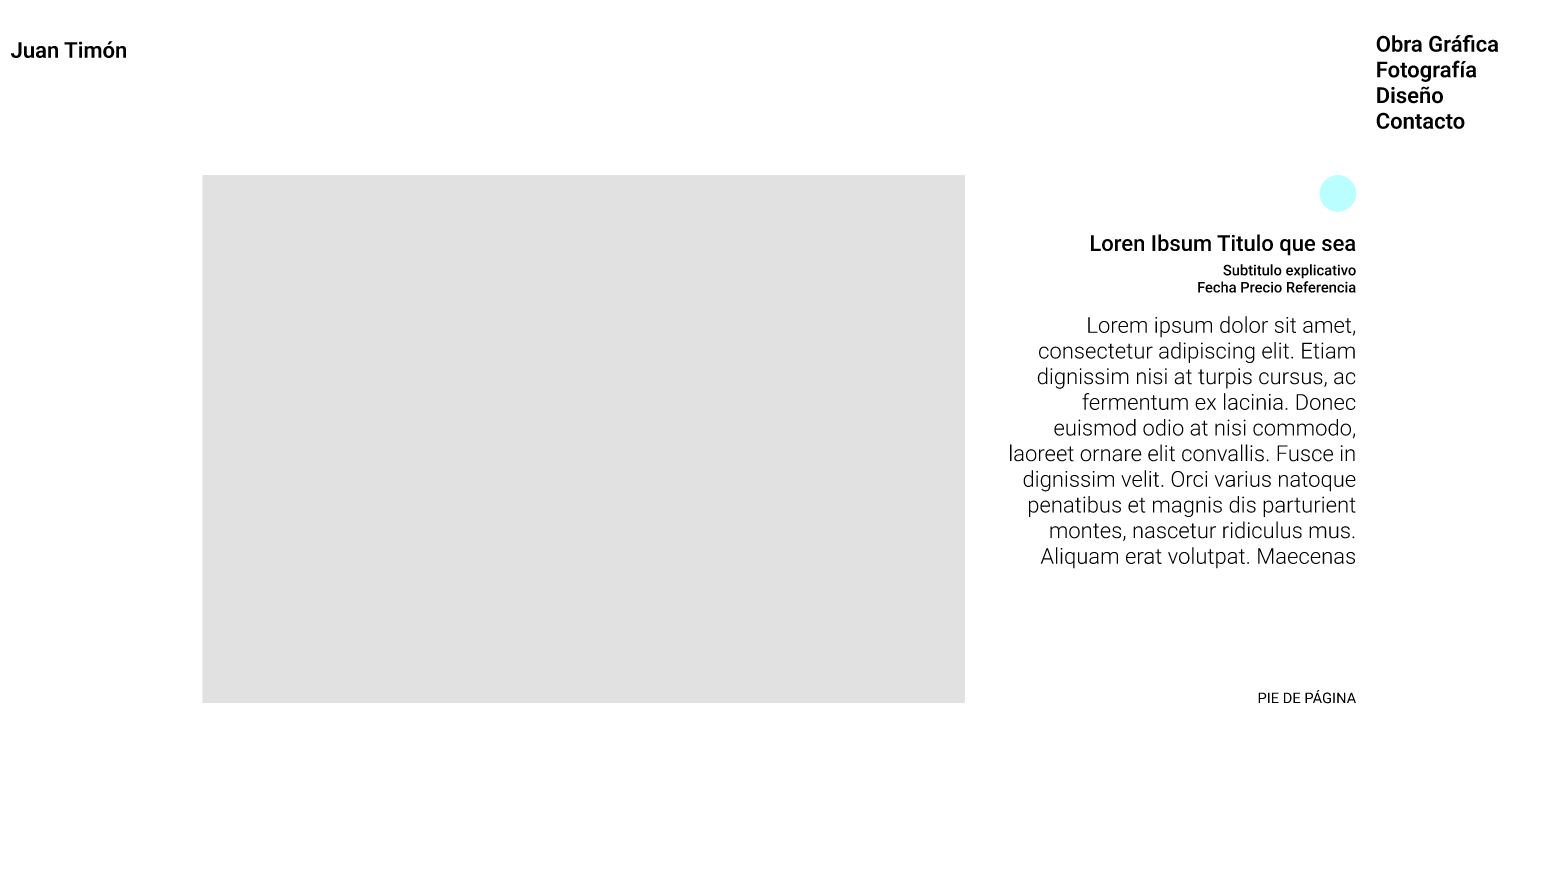 Juan Timón
Obra Gráfica
Fotografía
Diseño
Contacto
Loren Ibsum Titulo que sea
Subtitulo explicativo
Fecha Precio Referencia
Lorem ipsum dolor sit amet,
consectetur adipiscing elit. Etiam
dignissim nisi at turpis cursus, ac
fermentum ex lacinia. Donec
euismod odio at nisi commodo,
laoreet ornare elit convallis. Fusce in
dignissim velit. Orci varius natoque
penatibus et magnis dis parturient
montes, nascetur ridiculus mus.
Aliquam erat volutpat. Maecenas
PIE DE PÁGINA